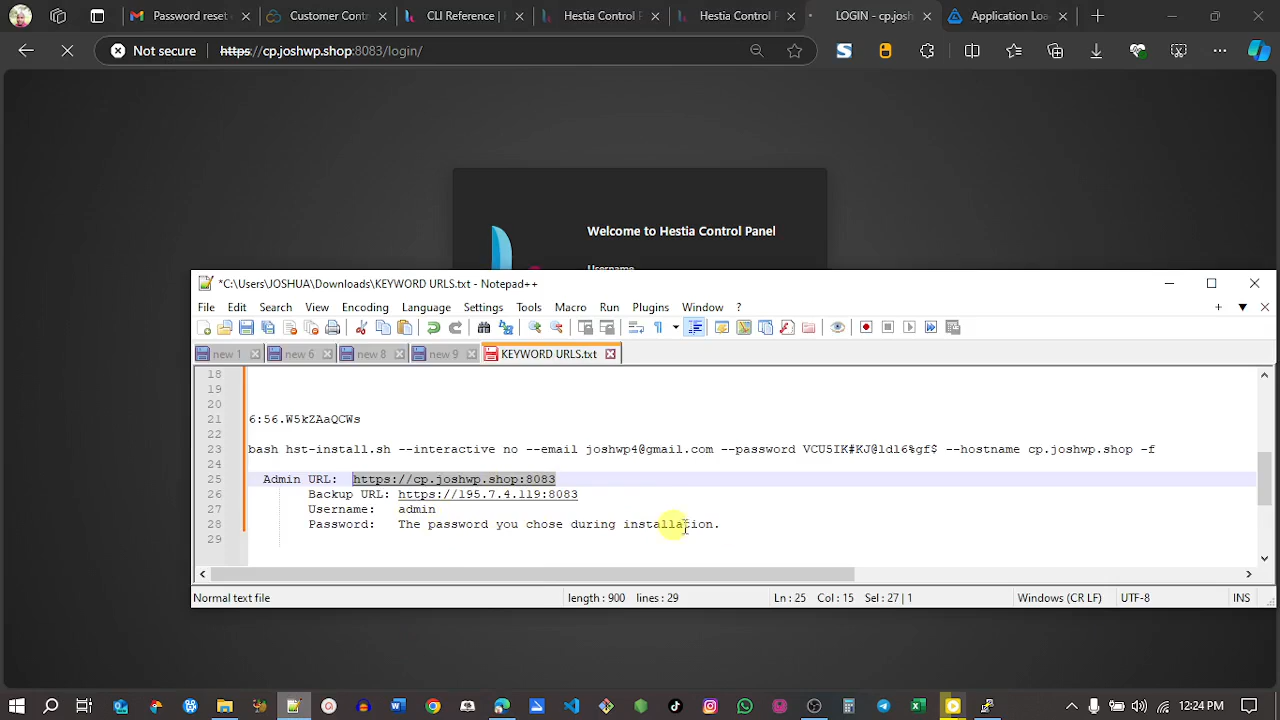 Password reset
Customer Cont
CLI Reference |
Hestia Control P
Hestia Control P
LOGIN - cp.josh
Application Loa
Not secure
https://cp.joshwp.shop:8083/login/
Welcome to Hestia Control Panel
Username
*C:\Users\JOSHUA\Downloads\KEYWORD URLS.txt - Notepad++
File Edit Search View Encoding Language Settings Tools Macro Run Plugins Window ?
new 1
new 6
new 8
new 9
KEYWORD URLS.txt
18
19
20
21 6:56.W5kZAaQCWs
22
23 bash hst-install.sh --interactive no --email joshwp4@gmail.com --password VCU5IK#KJ@ldl6%gf$ --hostname cp.joshwp.shop -f
24
25 Admin URL: https://cp.joshwp.shop:8083
26 Backup URL: https://195.7.4.119:8083
27 Username: admin
28 Password: The password you chose during installation.
29
Normal text file
length : 900 lines : 29
Ln : 25 Col : 15 Sel : 27 | 1
Windows (CR LF)
UTF-8
INS
12:24 PM